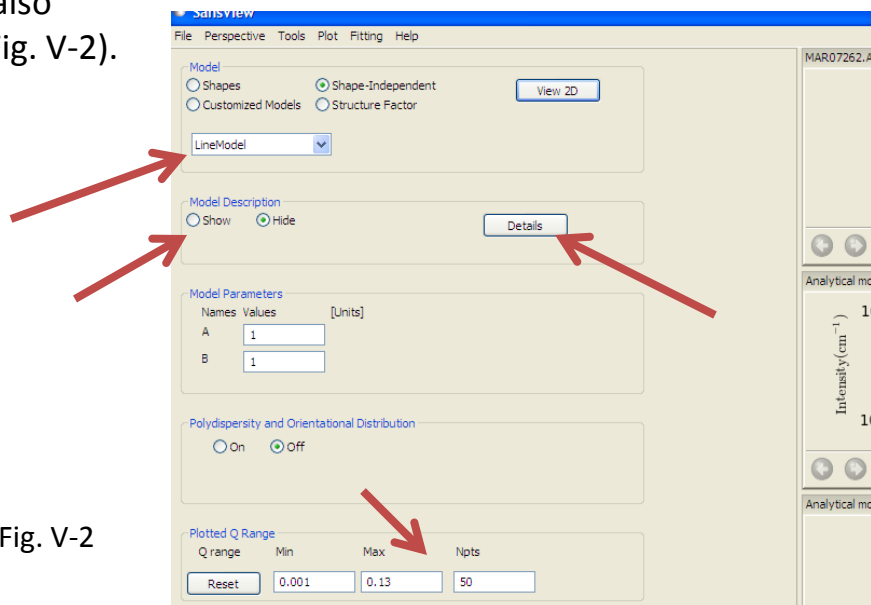 also
ig. V-2).
SansView
File Perspective Tools Plot Fitting Help
Model
Shapes Shape-Independent
Customized Models Structure Factor
View 2D
LineModel
Model Description
Show Hide
Details
Model Parameters
Names Values [Units]
A 1
B 1
Polydispersity and Orientational Distribution
On Off
Plotted Q Range
Q range Min Max Npts
Reset 0.001 0.13 50
Fig. V-2
MAR07262.A
Analytical mo
Intensity(cm⁻¹)
10
10
Analytical mo